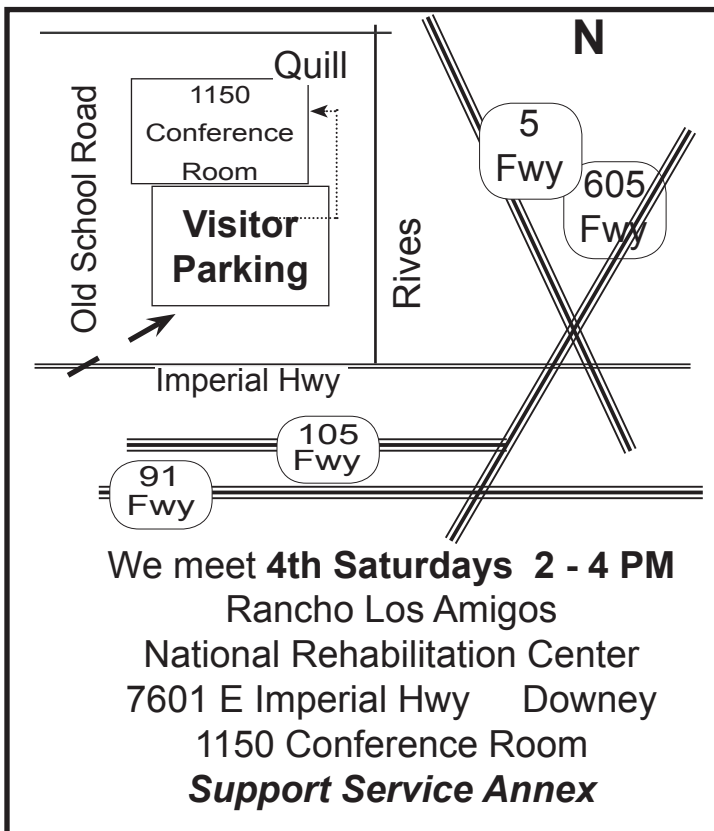 N
Quill
1150
Conference
Room
Visitor
Parking
Old School Road
Rives
5
Fwy
605
Fwy
Imperial Hwy
105
Fwy
91
Fwy
We meet 4th Saturdays 2 - 4 PM
Rancho Los Amigos
National Rehabilitation Center
7601 E Imperial Hwy Downey
1150 Conference Room
Support Service Annex